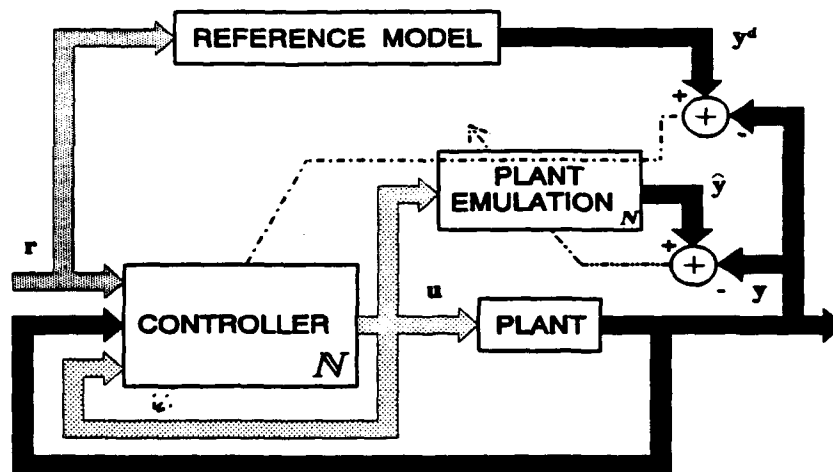 REFERENCE MODEL
y^d
+
+
-
PLANT
EMULATION
N
ŷ
r
+
+
-
y
CONTROLLER
ℕ
u
PLANT